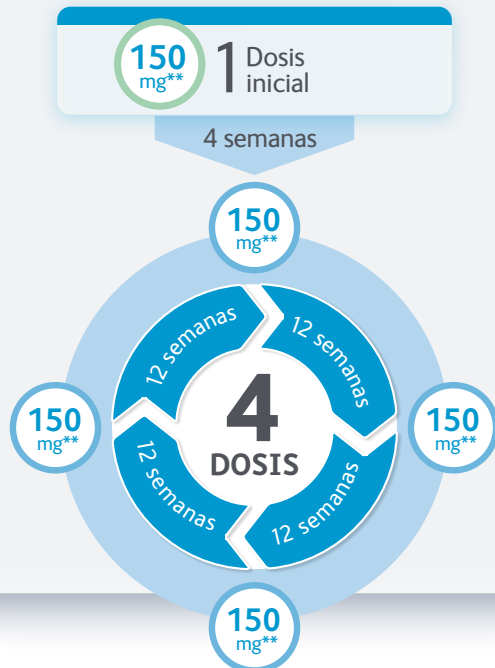 150
mg**
1
Dosis
inicial
4 semanas
150
mg**
12 semanas
12 semanas
150
mg**
4
DOSIS
150
mg**
12 semanas
12 semanas
150
mg**